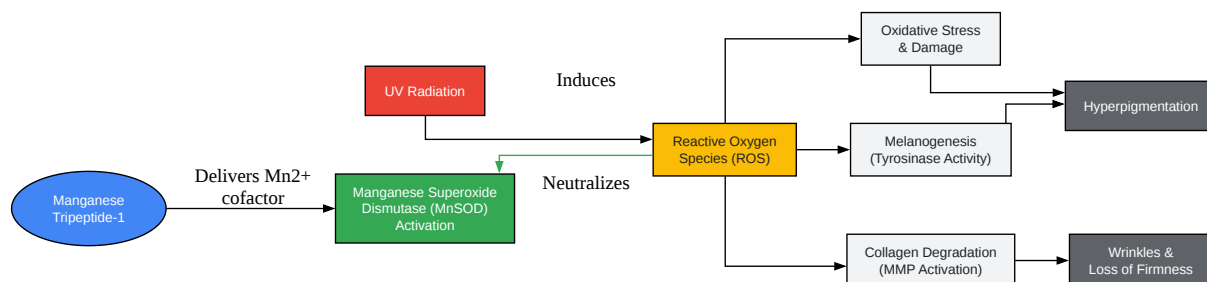 Oxidative Stress
& Damage
Induces
UV Radiation
Hyperpigmentation
Reactive Oxygen
Species (ROS)
Melanogenesis
(Tyrosinase Activity)
Neutralizes
Delivers Mn2+
cofactor
Manganese
Tripeptide-1
Manganese Superoxide
Dismutase (MnSOD)
Activation
Collagen Degradation
(MMP Activation)
Wrinkles &
Loss of Firmness